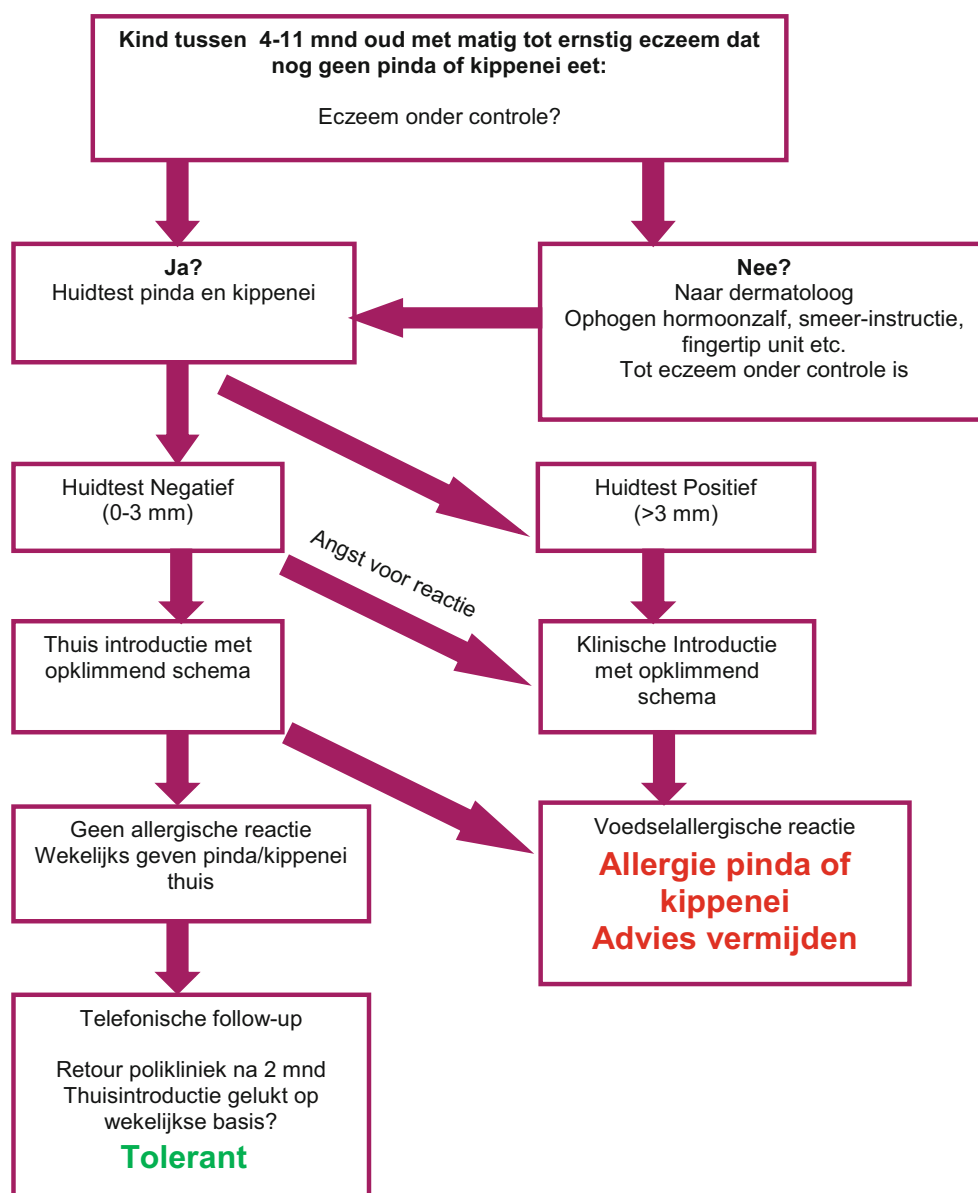 Kind tussen 4-11 mnd oud met matig tot ernstig eczeem dat
nog geen pinda of kippenei eet:
Eczeem onder controle?
Ja?
Huidtest pinda en kippenei
Nee?
Naar dermatoloog
Ophogen hormoonzalf, smeer-instructie,
fingertip unit etc.
Tot eczeem onder controle is
Huidtest Negatief
(0-3 mm)
Huidtest Positief
(>3 mm)
Angst voor reactie
Thuis introductie met
opklimmend schema
Klinische Introductie
met opklimmend
schema
Geen allergische reactie
Wekelijks geven pinda/kippenei
thuis
Voedselallergische reactie
Allergie pinda of
kippenei
Advies vermijden
Telefonische follow-up
Retour polikliniek na 2 mnd
Thuisintroductie gelukt op
wekelijkse basis?
Tolerant